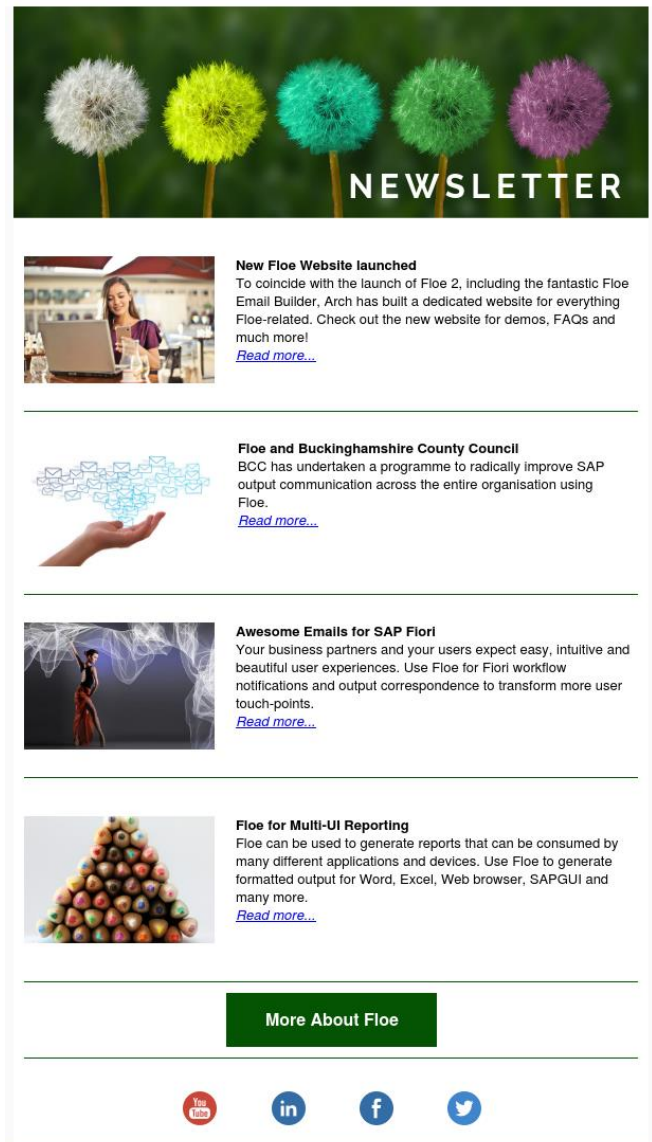 NEWSLETTER
New Floe Website launched
To coincide with the launch of Floe 2, including the fantastic Floe
Email Builder, Arch has built a dedicated website for everything
Floe-related. Check out the new website for demos, FAQs and
much more!
Read more...
Floe and Buckinghamshire County Council
BCC has undertaken a programme to radically improve SAP
output communication across the entire organisation using
Floe.
Read more...
Awesome Emails for SAP Fiori
Your business partners and your users expect easy, intuitive and
beautiful user experiences. Use Floe for Fiori workflow
notifications and output correspondence to transform more user
touch-points.
Read more...
Floe for Multi-UI Reporting
Floe can be used to generate reports that can be consumed by
many different applications and devices. Use Floe to generate
formatted output for Word, Excel, Web browser, SAPGUI and
many more.
Read more...
More About Floe
You
Tube
in
f